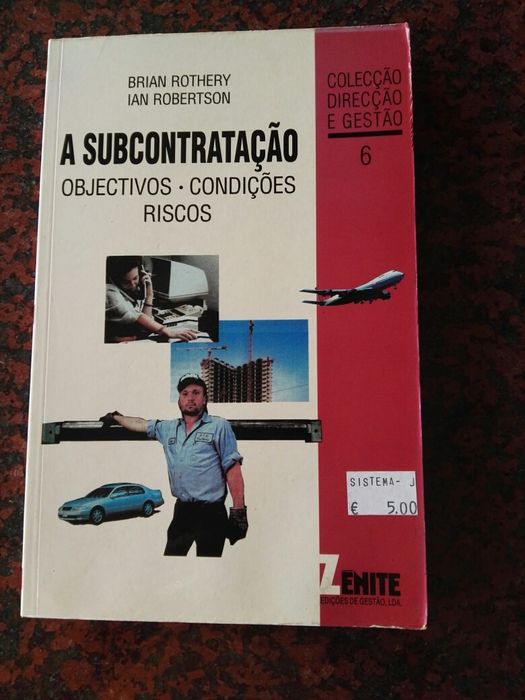 BRIAN ROTHERY
IAN ROBERTSON
A SUBCONTRATAÇÃO
OBJECTIVOS · CONDIÇÕES
RISCOS
COLECÇÃO
DIRECÇÃO
E GESTÃO
6
SISTEMA- J
€ 5.00
ZÊNITE
EDIÇÕES DE GESTÃO, LDA.